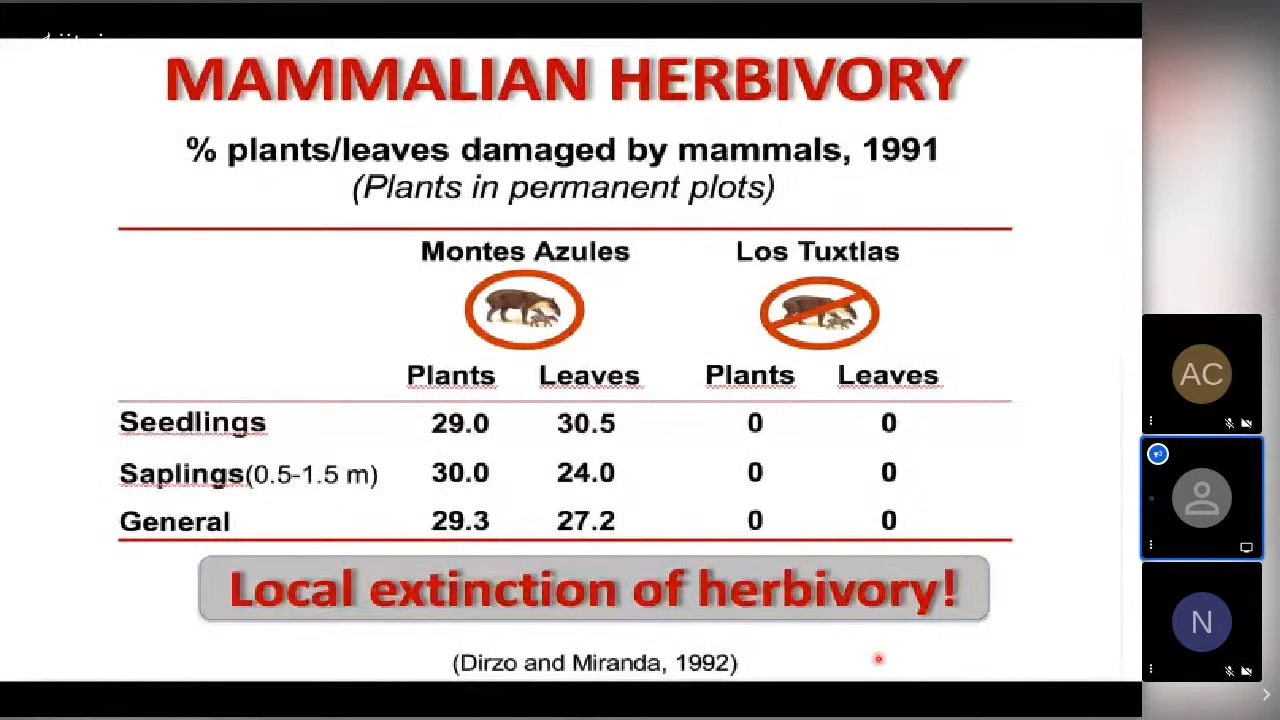 MAMMALIAN HERBIVORY
% plants/leaves damaged by mammals, 1991
(Plants in permanent plots)
Montes Azules Los Tuxtlas
Plants Leaves Plants Leaves
Seedlings 29.0 30.5 0 0
Saplings(0.5-1.5 m) 30.0 24.0 0 0
General 29.3 27.2 0 0
Local extinction of herbivory!
(Dirzo and Miranda, 1992)
AC
N